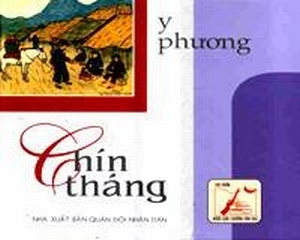 y
phương
Chín
tháng
NHÀ XUẤT BẢN QUÂN ĐỘI NHÂN DÂN